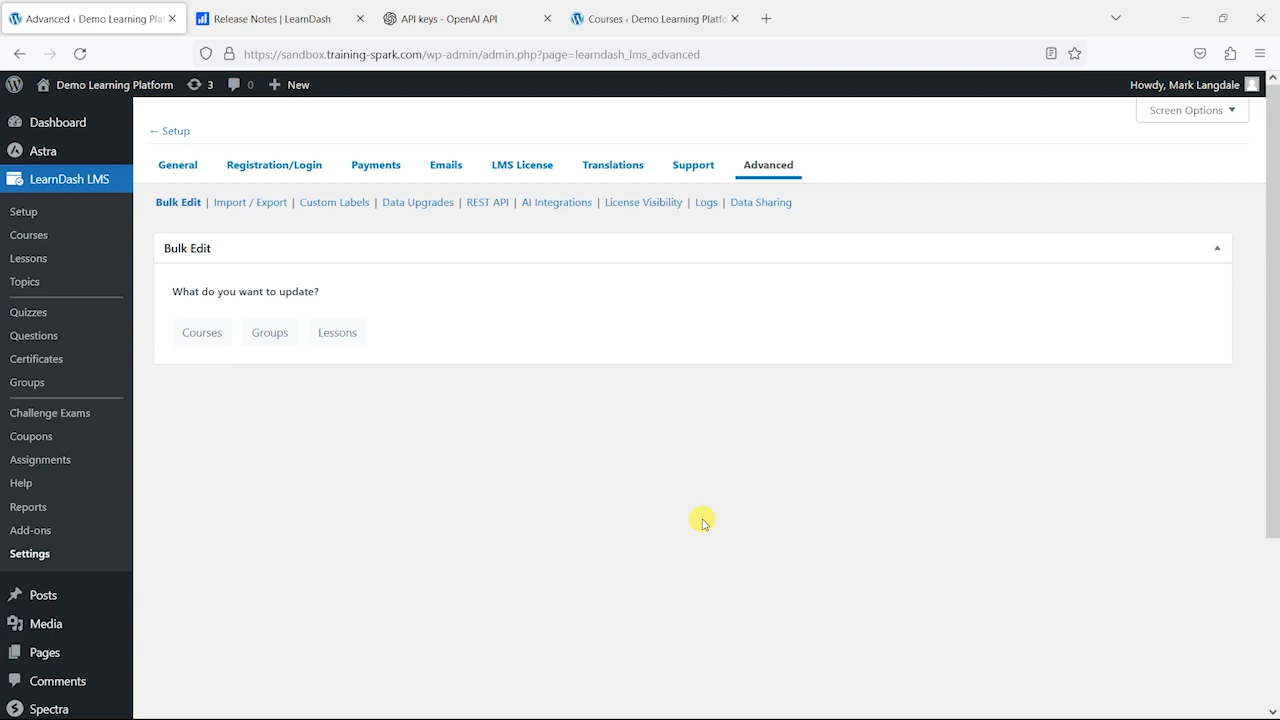 Advanced ‹ Demo Learning Pla
Release Notes | LearnDash
API keys - OpenAI API
Courses ‹ Demo Learning Platfo
https://sandbox.training-spark.com/wp-admin/admin.php?page=learndash_lms_advanced
Demo Learning Platform
3
0
New
Howdy, Mark Langdale
Screen Options
Dashboard
Astra
LearnDash LMS
Setup
Courses
Lessons
Topics
Quizzes
Questions
Certificates
Groups
Challenge Exams
Coupons
Assignments
Help
Reports
Add-ons
Settings
Posts
Media
Pages
Comments
Spectra
← Setup
General Registration/Login Payments Emails LMS License Translations Support Advanced
Bulk Edit | Import / Export | Custom Labels | Data Upgrades | REST API | AI Integrations | License Visibility | Logs | Data Sharing
Bulk Edit
What do you want to update?
Courses Groups Lessons